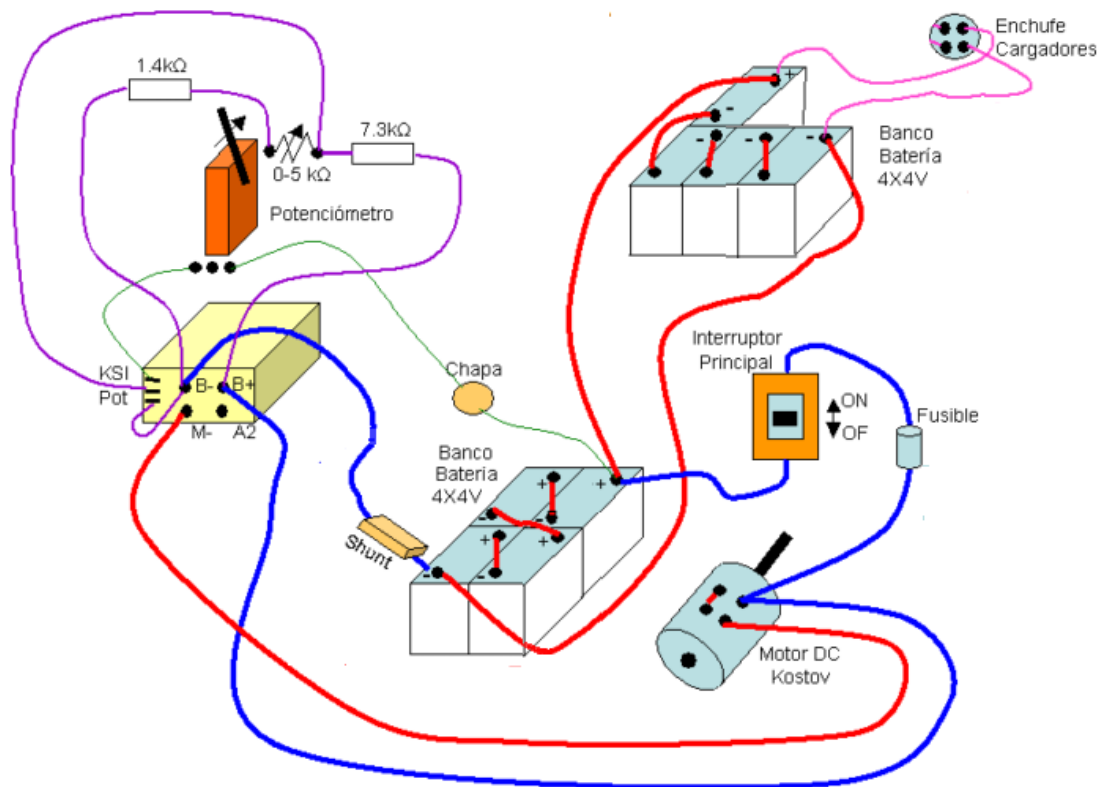 Enchufe
Cargadores
1.4kΩ
7.3kΩ
0-5 kΩ
Potenciómetro
+
-
-
-
-
-
Banco
Batería
4X4V
KSI
Pot
B-
B+
M-
A2
Chapa
Interruptor
Principal
ON
OF
Fusible
Banco
Batería
4X4V
+
+
-
-
+
+
-
-
Shunt
Motor DC
Kostov